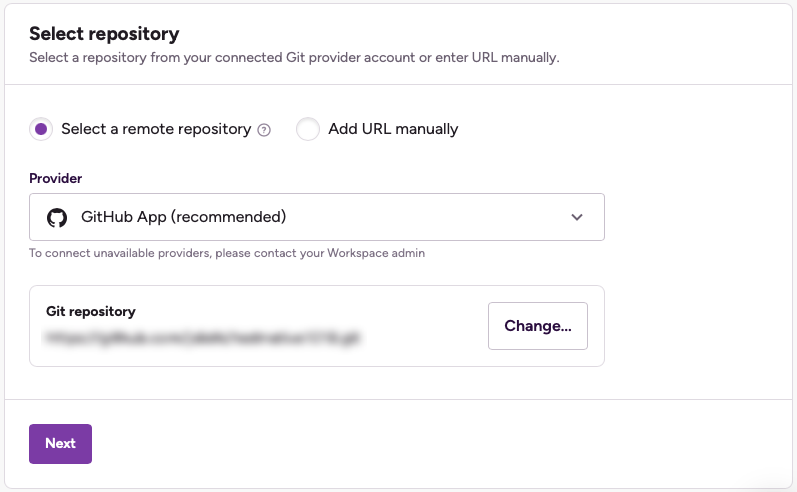 Select repository
Select a repository from your connected Git provider account or enter URL manually.
Select a remote repository ? Add URL manually
Provider
GitHub App (recommended)
To connect unavailable providers, please contact your Workspace admin
Git repository
Change...
Next